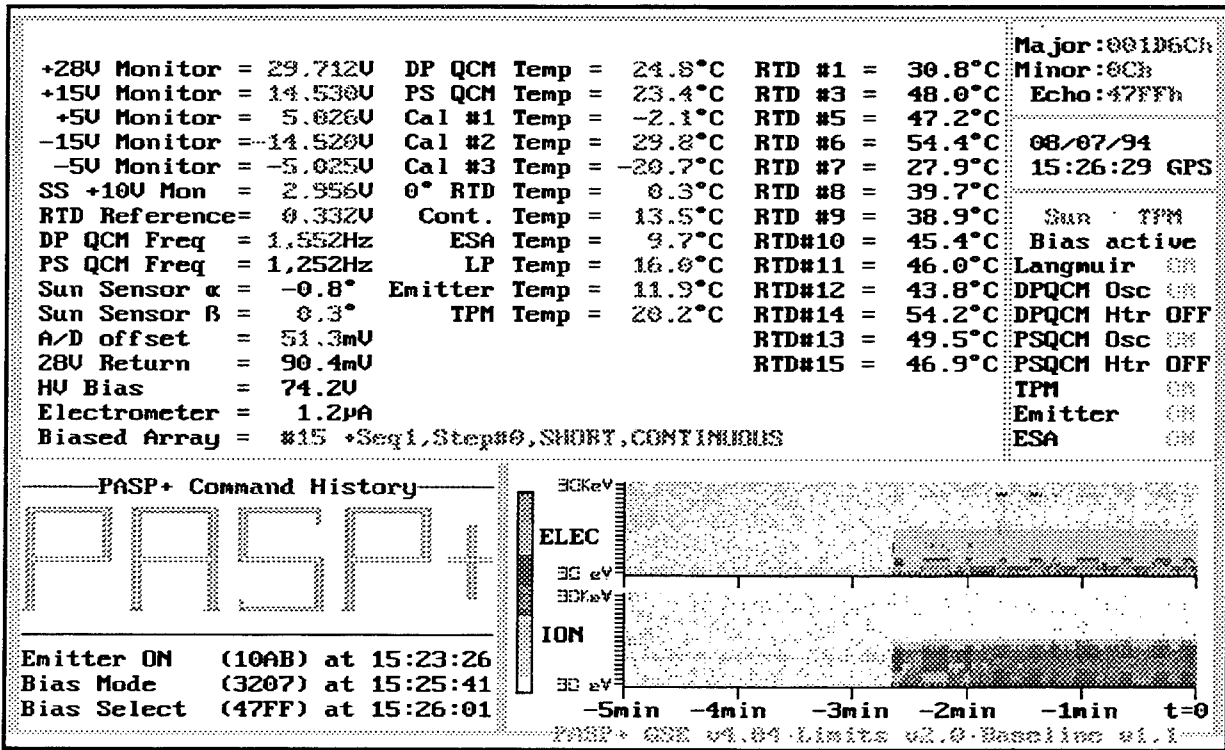 +28V Monitor = 29.712V DP QCM Temp = 24.8°C RTD #1 = 30.8°C
+15V Monitor = 14.530V PS QCM Temp = 23.4°C RTD #3 = 48.0°C
+5V Monitor = 5.026V Cal #1 Temp = -2.1°C RTD #5 = 47.2°C
-15V Monitor =-14.520V Cal #2 Temp = 29.8°C RTD #6 = 54.4°C
-5V Monitor = -5.025V Cal #3 Temp = -20.7°C RTD #7 = 27.9°C
SS +10V Mon = 2.956V 0° RTD Temp = 0.3°C RTD #8 = 39.7°C
RTD Reference= 0.332V Cont. Temp = 13.5°C RTD #9 = 38.9°C
DP QCM Freq = 1,552Hz ESA Temp = 9.7°C RTD#10 = 45.4°C
PS QCM Freq = 1,252Hz LP Temp = 16.0°C RTD#11 = 46.0°C
Sun Sensor α = -0.8° Emitter Temp = 11.9°C RTD#12 = 43.8°C
Sun Sensor β = 0.3° TPM Temp = 20.2°C RTD#14 = 54.2°C
A/D offset = 51.3mV RTD#13 = 49.5°C
28V Return = 90.4mV RTD#15 = 46.9°C
HV Bias = 74.2V
Electrometer = 1.2µA
Biased Array = #15 +Seq1,Step#0,SHORT,CONTINUOUS
Major:001D6Ch
Minor:0Ch
Echo:47FFh
08/07/94
15:26:29 GPS
Sun TPM
Bias active
Langmuir ON
DPQCM Osc ON
DPQCM Htr OFF
PSQCM Osc ON
PSQCM Htr OFF
TPM ON
Emitter ON
ESA ON
PASP+ Command History
PASP+
Emitter ON (10AB) at 15:23:26
Bias Mode (3207) at 15:25:41
Bias Select (47FF) at 15:26:01
30KeV
ELEC
30 eV
30KeV
ION
30 eV
-5min -4min -3min -2min -1min t=0
PASP+ GSE v4.04·Limits v2.0·Baseline v1.1